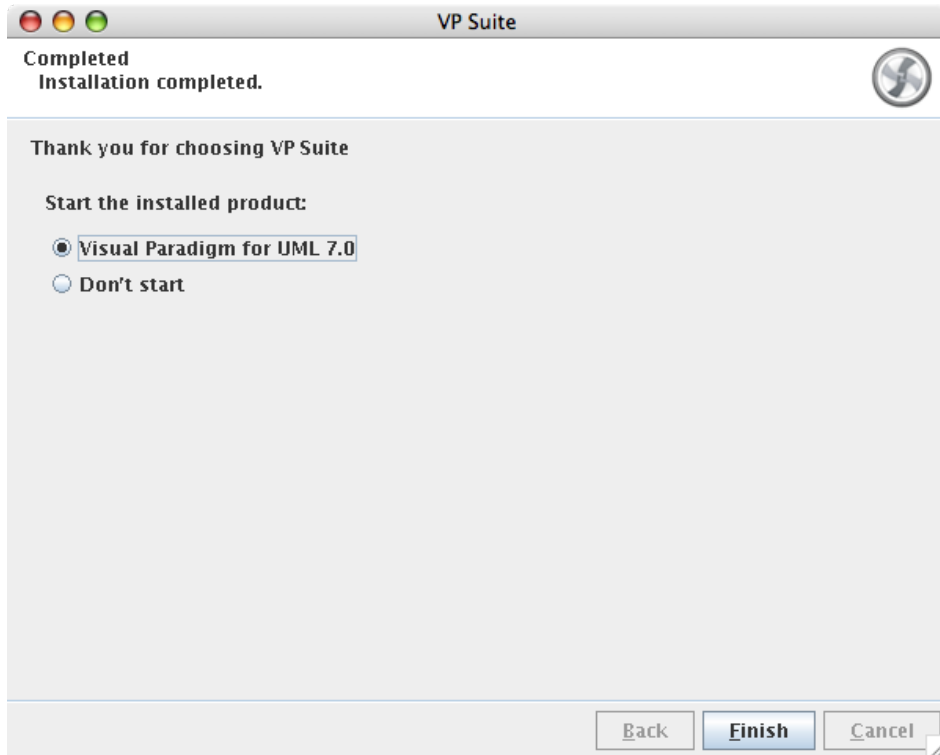 VP Suite
Completed
Installation completed.
Thank you for choosing VP Suite
Start the installed product:
Visual Paradigm for UML 7.0
Don't start
Back Finish Cancel